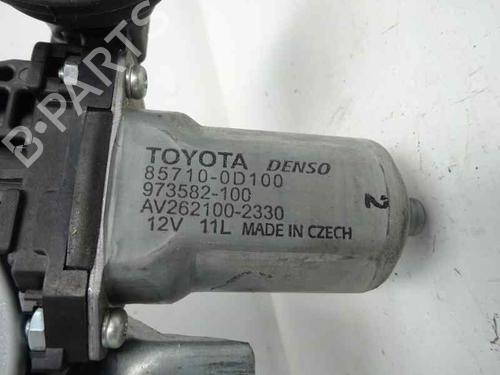 TOYOTA DENSO
85710-0D100
973582-100
AV262100-2330
12V 11L MADE IN CZECH
2
B-PARTS